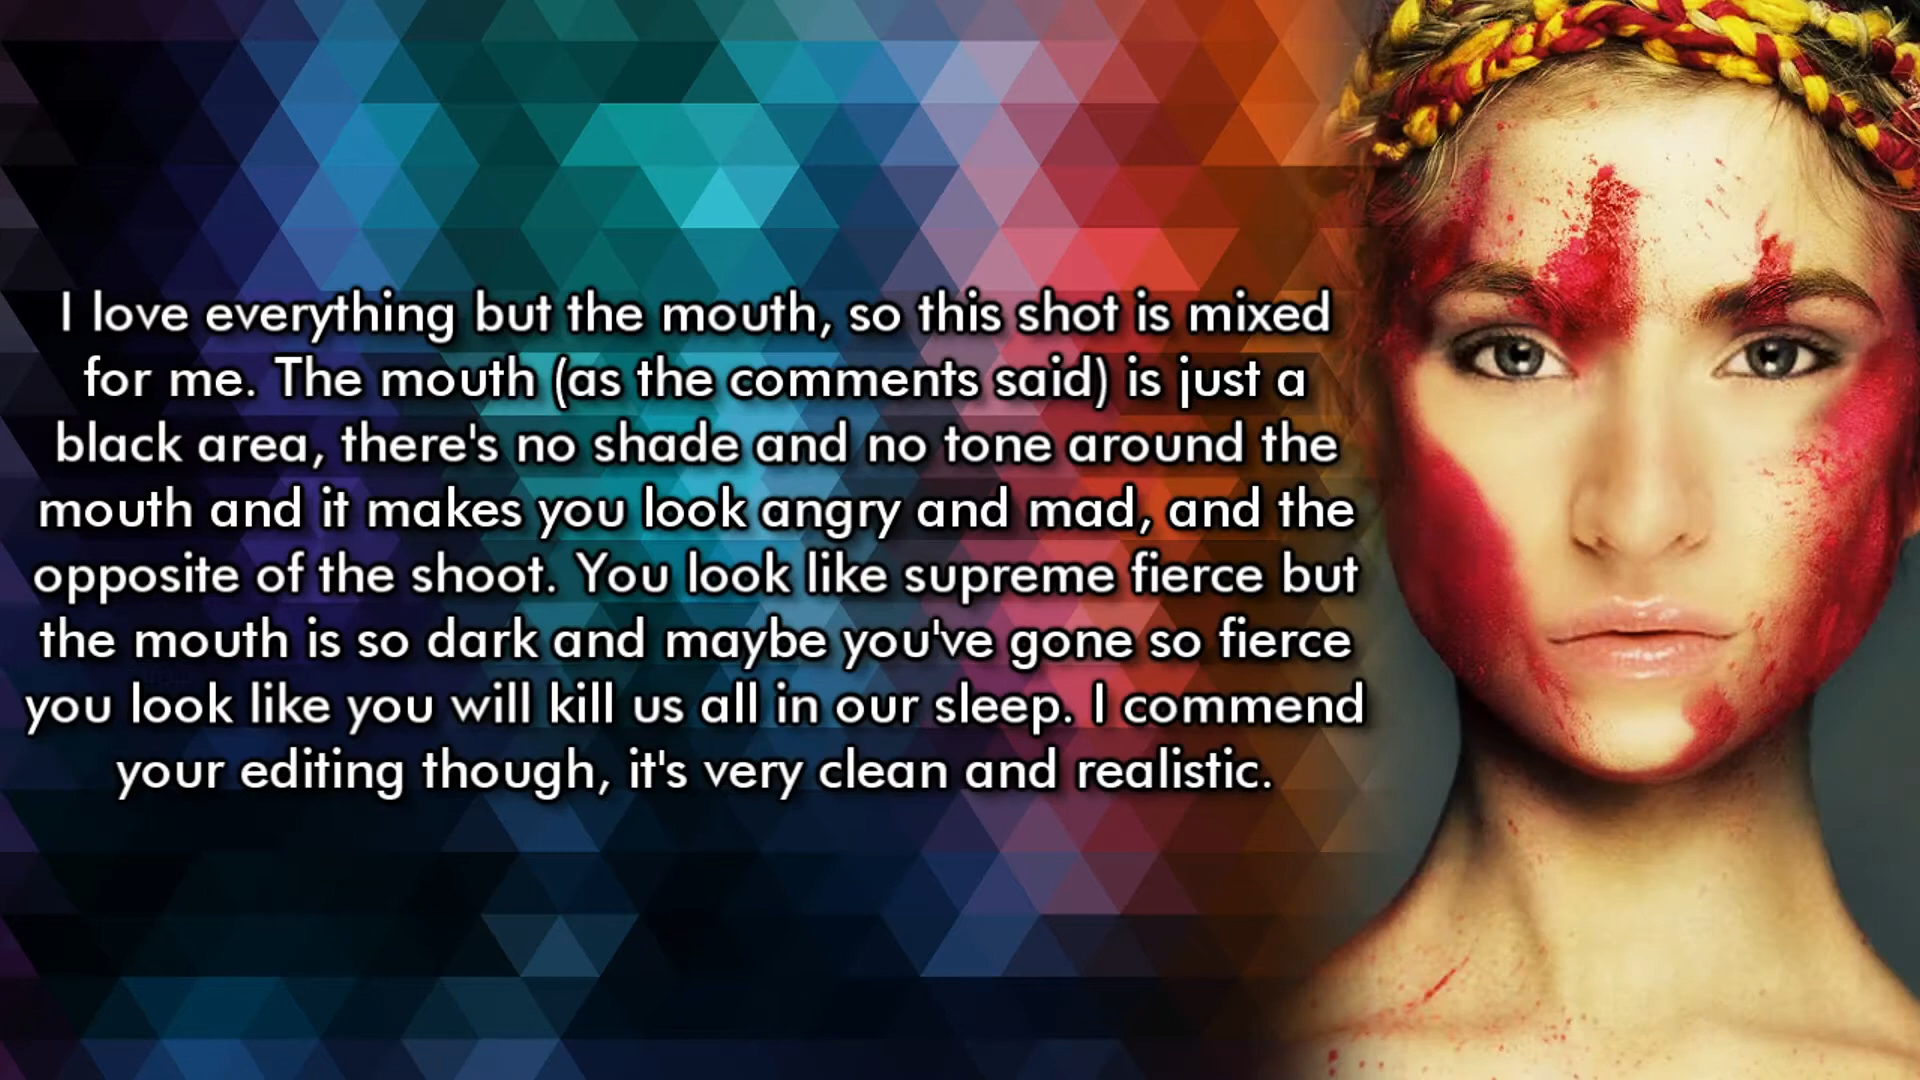 I love everything but the mouth, so this shot is mixed
for me. The mouth (as the comments said) is just a
black area, there's no shade and no tone around the
mouth and it makes you look angry and mad, and the
opposite of the shoot. You look like supreme fierce but
the mouth is so dark and maybe you've gone so fierce
you look like you will kill us all in our sleep. I commend
your editing though, it's very clean and realistic.